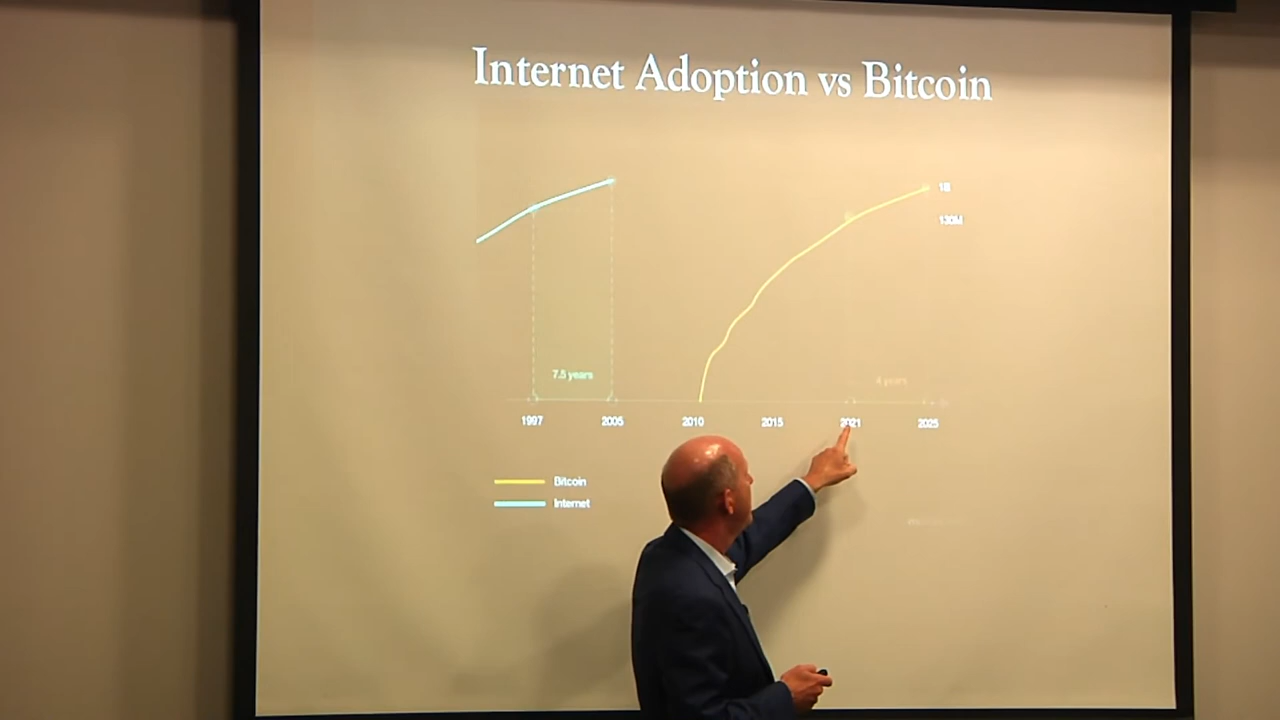 Internet Adoption vs Bitcoin
1B
130M
7.5 years
4 years
1997 2005 2010 2015 2021 2025
Bitcoin
Internet